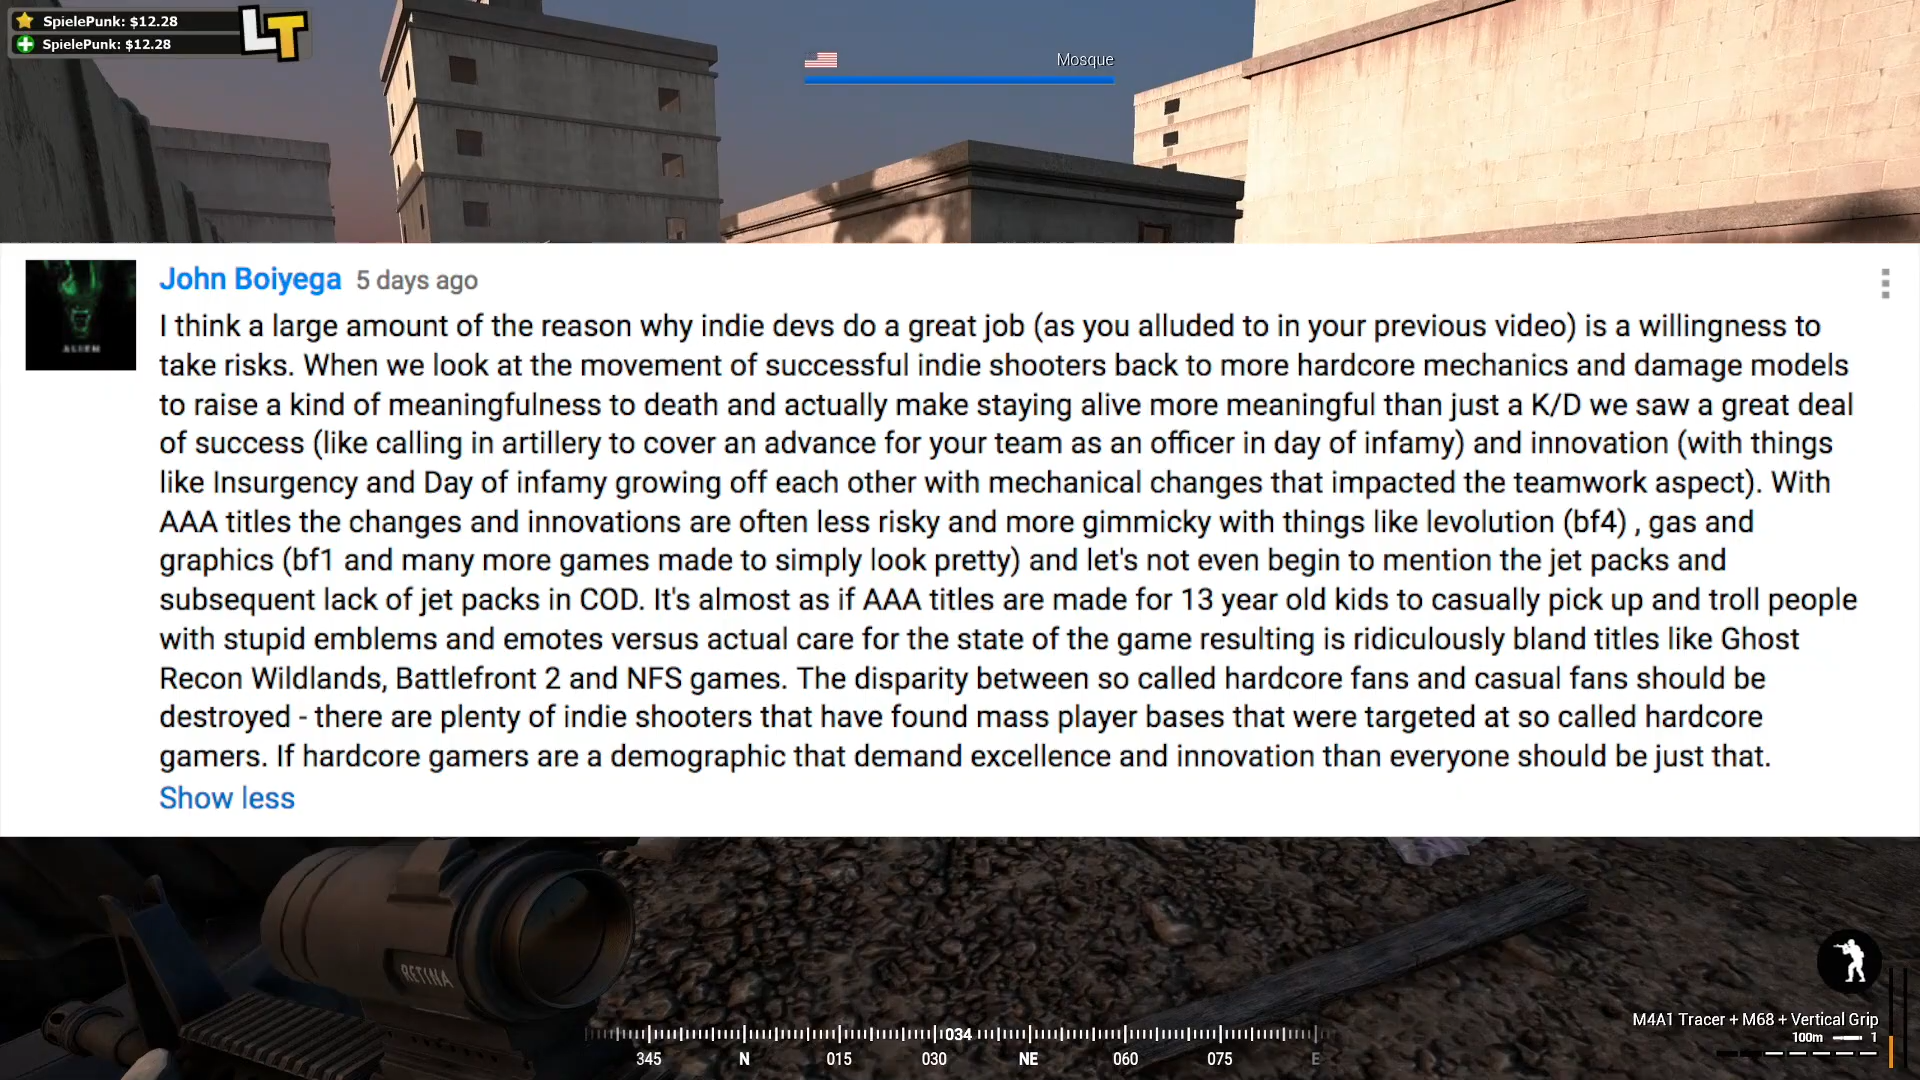 SpielePunk: $12.28
SpielePunk: $12.28
LT
Mosque
John Boiyega 5 days ago
I think a large amount of the reason why indie devs do a great job (as you alluded to in your previous video) is a willingness to
take risks. When we look at the movement of successful indie shooters back to more hardcore mechanics and damage models
to raise a kind of meaningfulness to death and actually make staying alive more meaningful than just a K/D we saw a great deal
of success (like calling in artillery to cover an advance for your team as an officer in day of infamy) and innovation (with things
like Insurgency and Day of infamy growing off each other with mechanical changes that impacted the teamwork aspect). With
AAA titles the changes and innovations are often less risky and more gimmicky with things like levolution (bf4) , gas and
graphics (bf1 and many more games made to simply look pretty) and let's not even begin to mention the jet packs and
subsequent lack of jet packs in COD. It's almost as if AAA titles are made for 13 year old kids to casually pick up and troll people
with stupid emblems and emotes versus actual care for the state of the game resulting is ridiculously bland titles like Ghost
Recon Wildlands, Battlefront 2 and NFS games. The disparity between so called hardcore fans and casual fans should be
destroyed - there are plenty of indie shooters that have found mass player bases that were targeted at so called hardcore
gamers. If hardcore gamers are a demographic that demand excellence and innovation than everyone should be just that.
Show less
ALIEN
RETINA
034
345 N 015 030 NE 060 075 E
M4A1 Tracer + M68 + Vertical Grip
100m 1